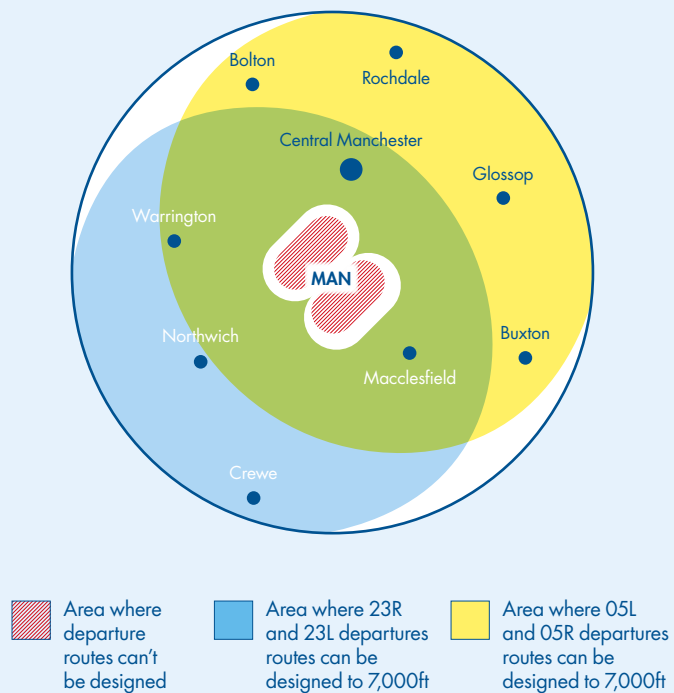 Bolton
Rochdale
Central Manchester
Glossop
Warrington
MAN
Northwich
Buxton
Macclesfield
Crewe
Area where
departure
routes can't
be designed
Area where 23R
and 23L departures
routes can be
designed to 7,000ft
Area where 05L
and 05R departures
routes can be
designed to 7,000ft